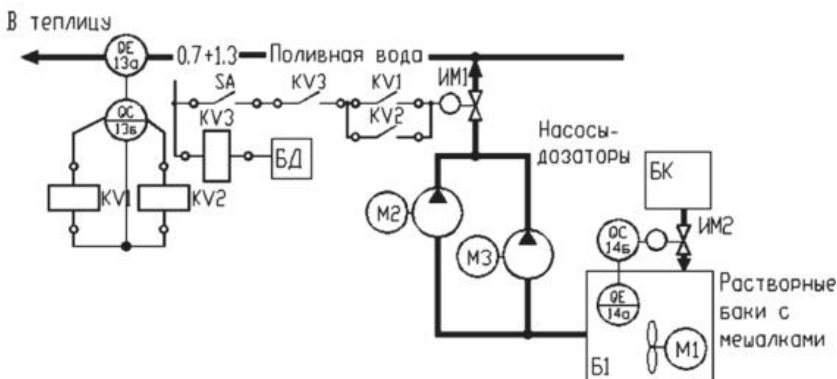 В теплицу
QE
13а
0.7+1.3
Поливная вода
SA
KV3
KV1
ИМ1
QC
13б
KV3
KV2
БД
Насосы-
дозаторы
БК
KV1
KV2
М2
М3
QC
14б
ИМ2
QE
14а
Растворные
баки с
мешалками
Б1
М1